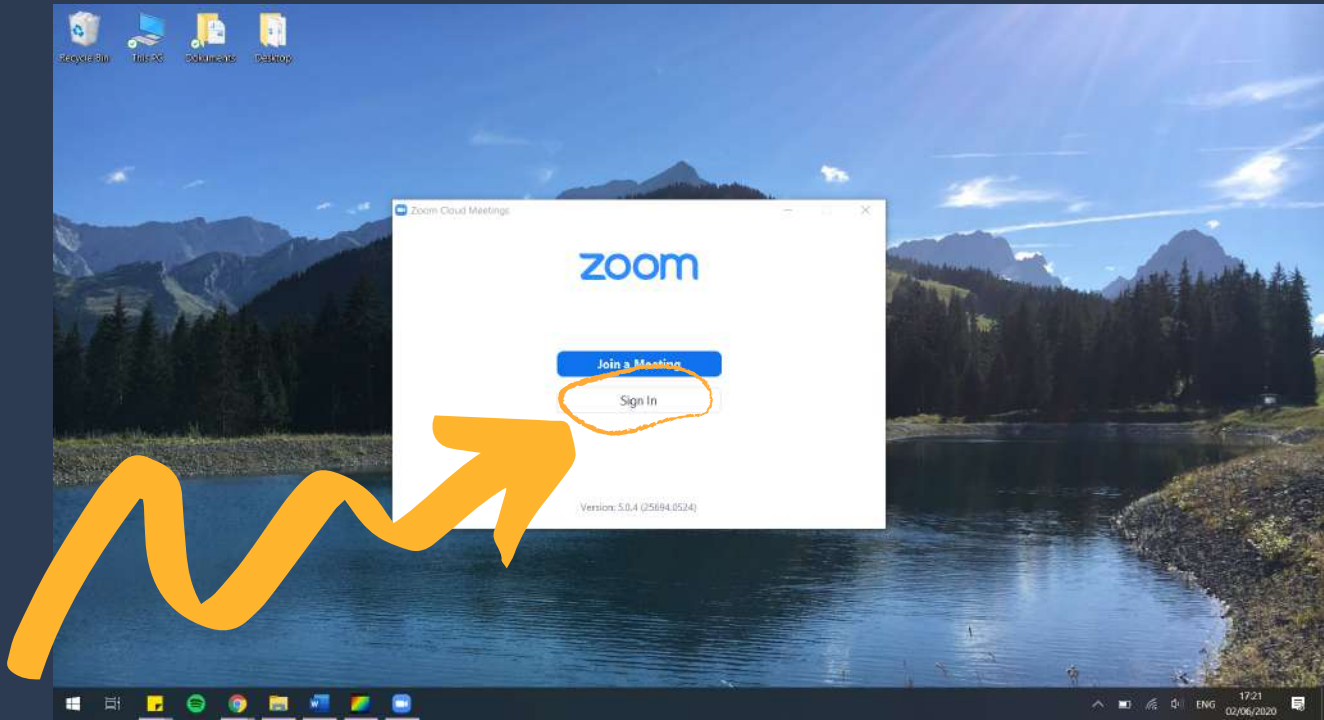 Recycle Bin
This PC
Dokuments
Desktop
Zoom Cloud Meetings
zoom
Join a Meeting
Sign In
Version: 5.0.4 (25694.0524)
ENG
17:21
02/06/2020